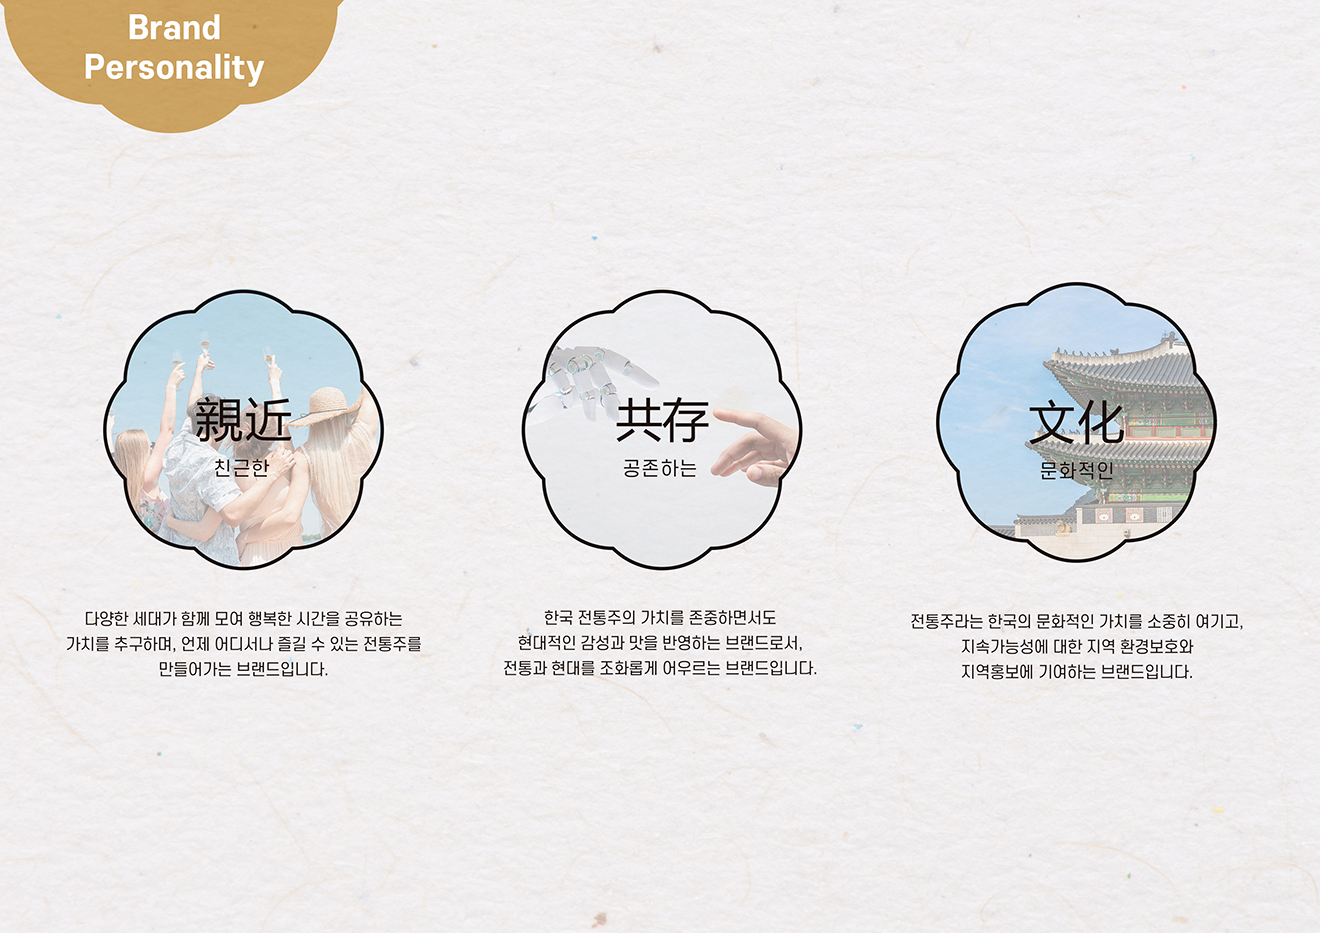 Brand
Personality
親近
친근한
다양한 세대가 함께 모여 행복한 시간을 공유하는
가치를 추구하며, 언제 어디서나 즐길 수 있는 전통주를
만들어가는 브랜드입니다.
共存
공존하는
한국 전통주의 가치를 존중하면서도
현대적인 감성과 맛을 반영하는 브랜드로서,
전통과 현대를 조화롭게 어우르는 브랜드입니다.
文化
문화적인
전통주라는 한국의 문화적인 가치를 소중히 여기고,
지속가능성에 대한 지역 환경보호와
지역홍보에 기여하는 브랜드입니다.